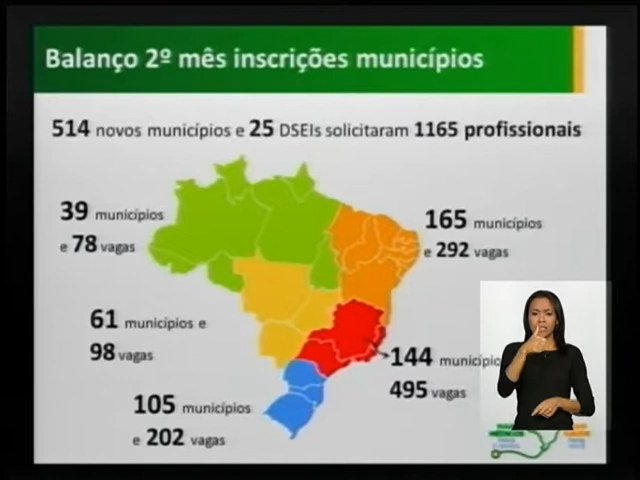 Balanço 2º mês inscrições municípios
514 novos municípios e 25 DSEIs solicitaram 1165 profissionais
39 municípios
e 78 vagas
165 municípios
e 292 vagas
61 municípios e
98 vagas
144 município
495 vagas
105 municípios
e 202 vagas